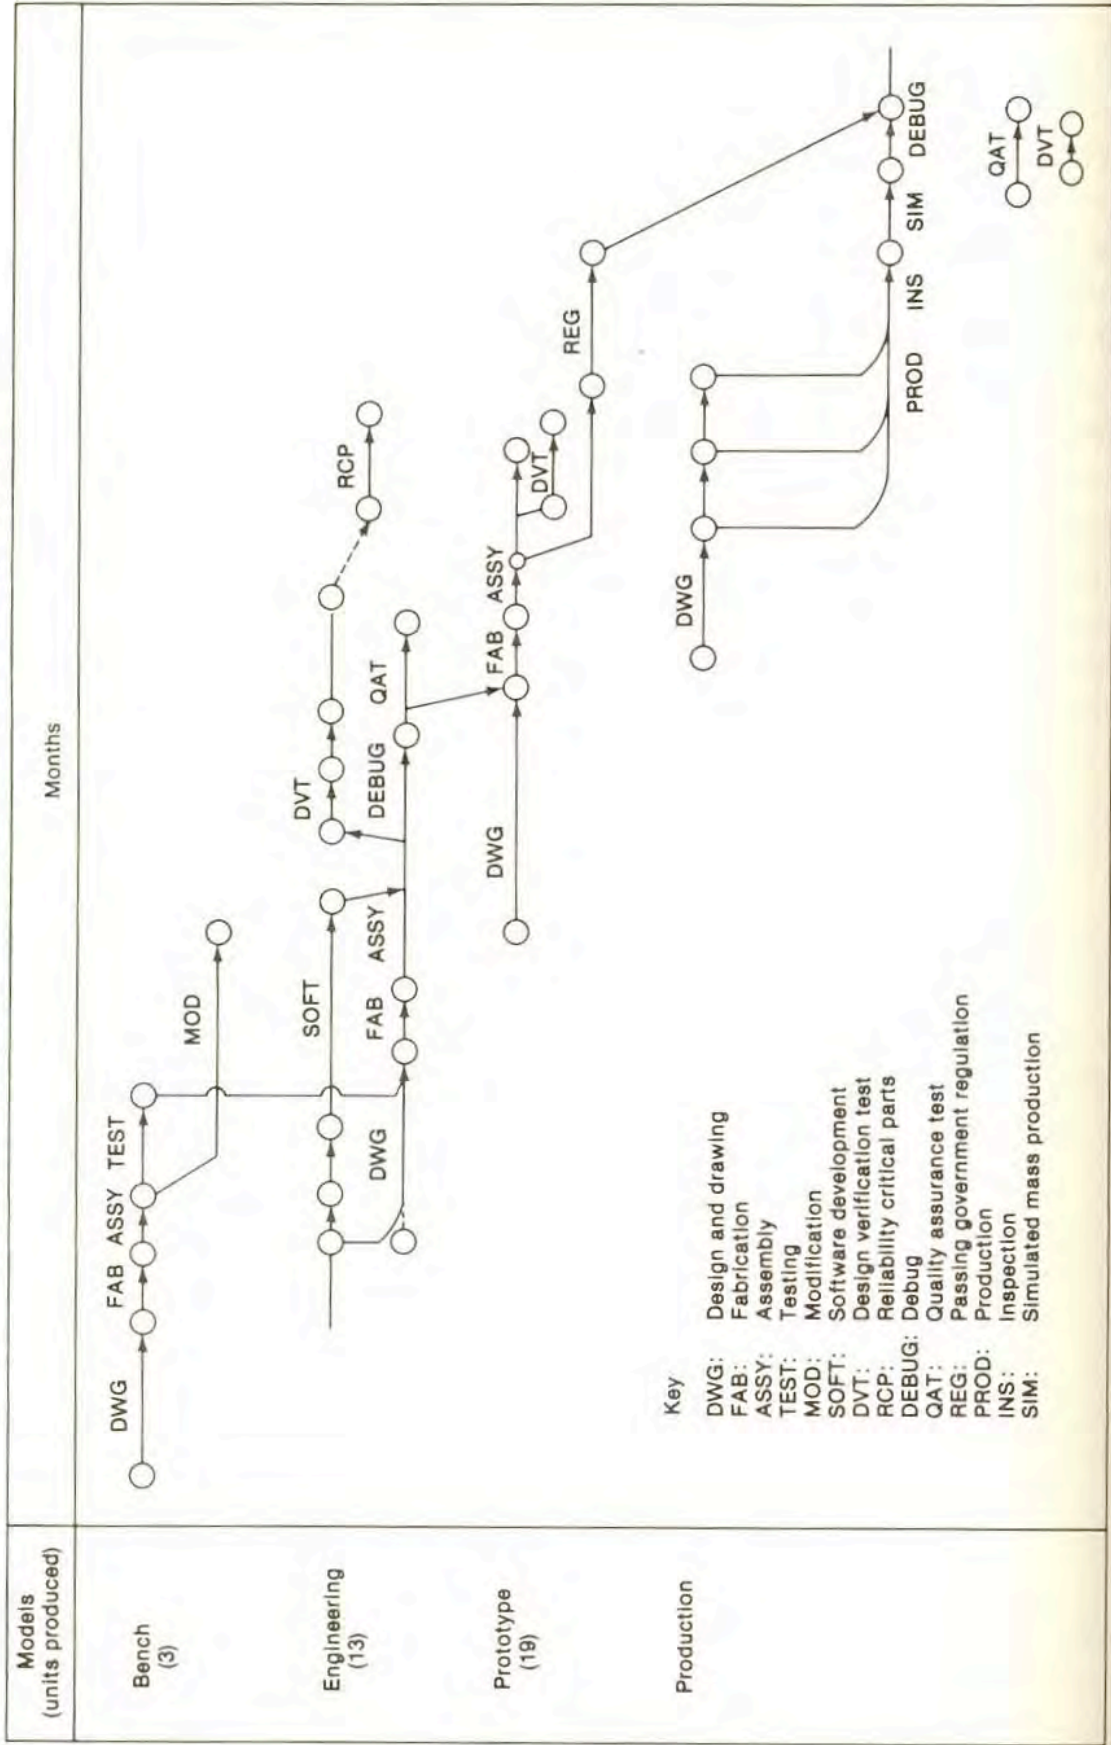 Models
(units produced)
Months
Bench
(3)
DWG
FAB
ASSY
TEST
MOD
Engineering
(13)
SOFT
DVT
RCP
DWG
FAB
ASSY
DEBUG
QAT
Prototype
(19)
DWG
FAB
ASSY
DVT
REG
Production
DWG
PROD
INS
SIM
DEBUG
QAT
DVT
Key
DWG: Design and drawing
FAB: Fabrication
ASSY: Assembly
TEST: Testing
MOD: Modification
SOFT: Software development
DVT: Design verification test
RCP: Reliability critical parts
DEBUG: Debug
QAT: Quality assurance test
REG: Passing government regulation
PROD: Production
INS: Inspection
SIM: Simulated mass production